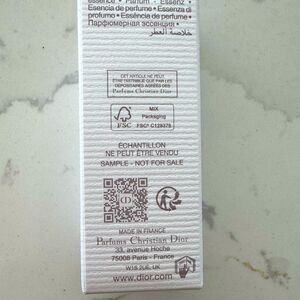 essence • Parfum - Essenz •
Esencia de perfume • Essenza di
profumo • Essência de perfume •
Парфюмерная эссенция •
خلاصة العطر
CET ARTICLE NE PEUT
ÊTRE DISTRIBUÉ QUE PAR LES
DÉPOSITAIRES AGRÉÉS DES
Parfums Christian Dior
FSC
MIX
Packaging
FSC® C129375
ÉCHANTILLON
NE PEUT ÊTRE VENDU
SAMPLE - NOT FOR SALE
CD
MADE IN FRANCE
Parfums Christian Dior
33, avenue Hoche
75008 Paris - France
W1S 2UE, UK
www.dior.com